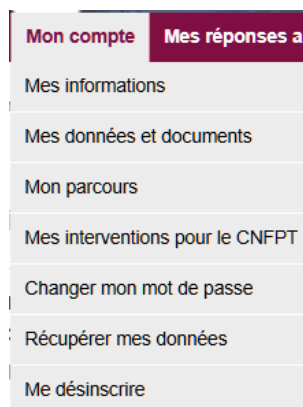 Mon compte Mes réponses a
Mes informations
Mes données et documents
Mon parcours
Mes interventions pour le CNFPT
Changer mon mot de passe
Récupérer mes données
Me désinscrire